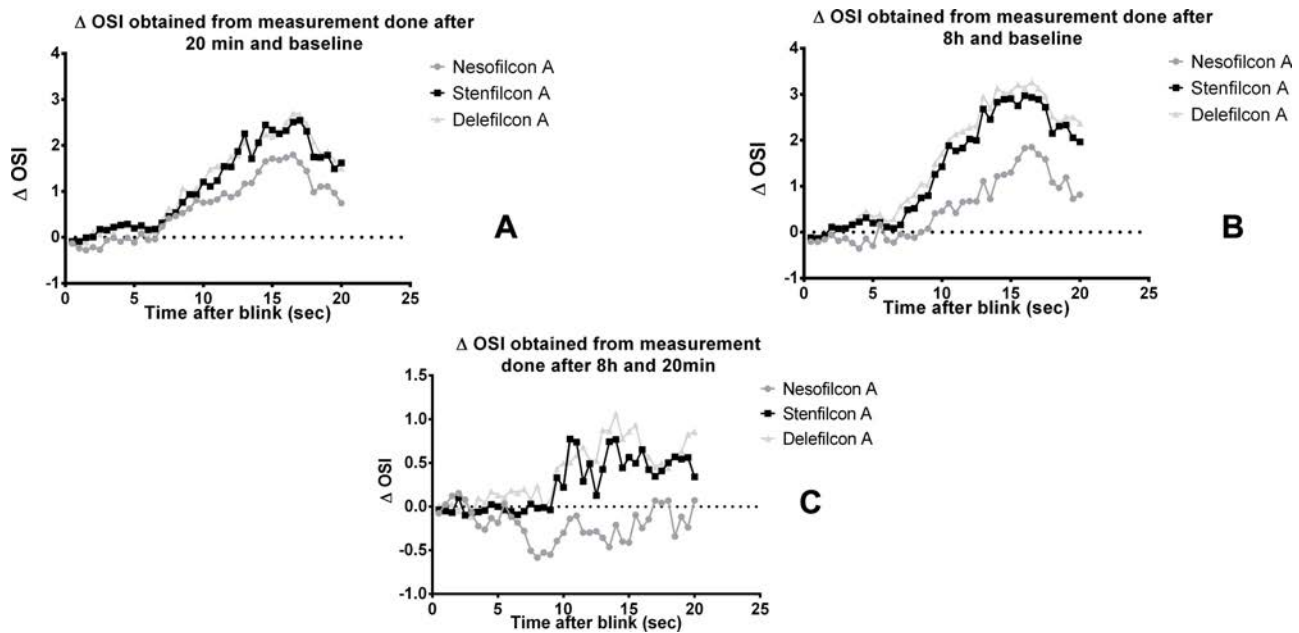 Δ OSI obtained from measurement done after
20 min and baseline
4
3
2
1
0
-1
Δ OSI
0 5 10 15 20 25
Time after blink (sec)
Nesofilcon A
Stenfilcon A
Delefilcon A
A
Δ OSI obtained from measurement done after
8h and baseline
4
3
2
1
0
-1
Δ OSI
0 5 10 15 20 25
Time after blink (sec)
Nesofilcon A
Stenfilcon A
Delefilcon A
B
Δ OSI obtained from measurement
done after 8h and 20min
1.5
1.0
0.5
0.0
-0.5
-1.0
Δ OSI
0 5 10 15 20 25
Time after blink (sec)
Nesofilcon A
Stenfilcon A
Delefilcon A
C